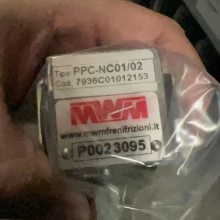 Tipo PPC-NC01/02
Cod. 7936C01012153
MWM
www.mwmfrenifrizioni.it
P0023095